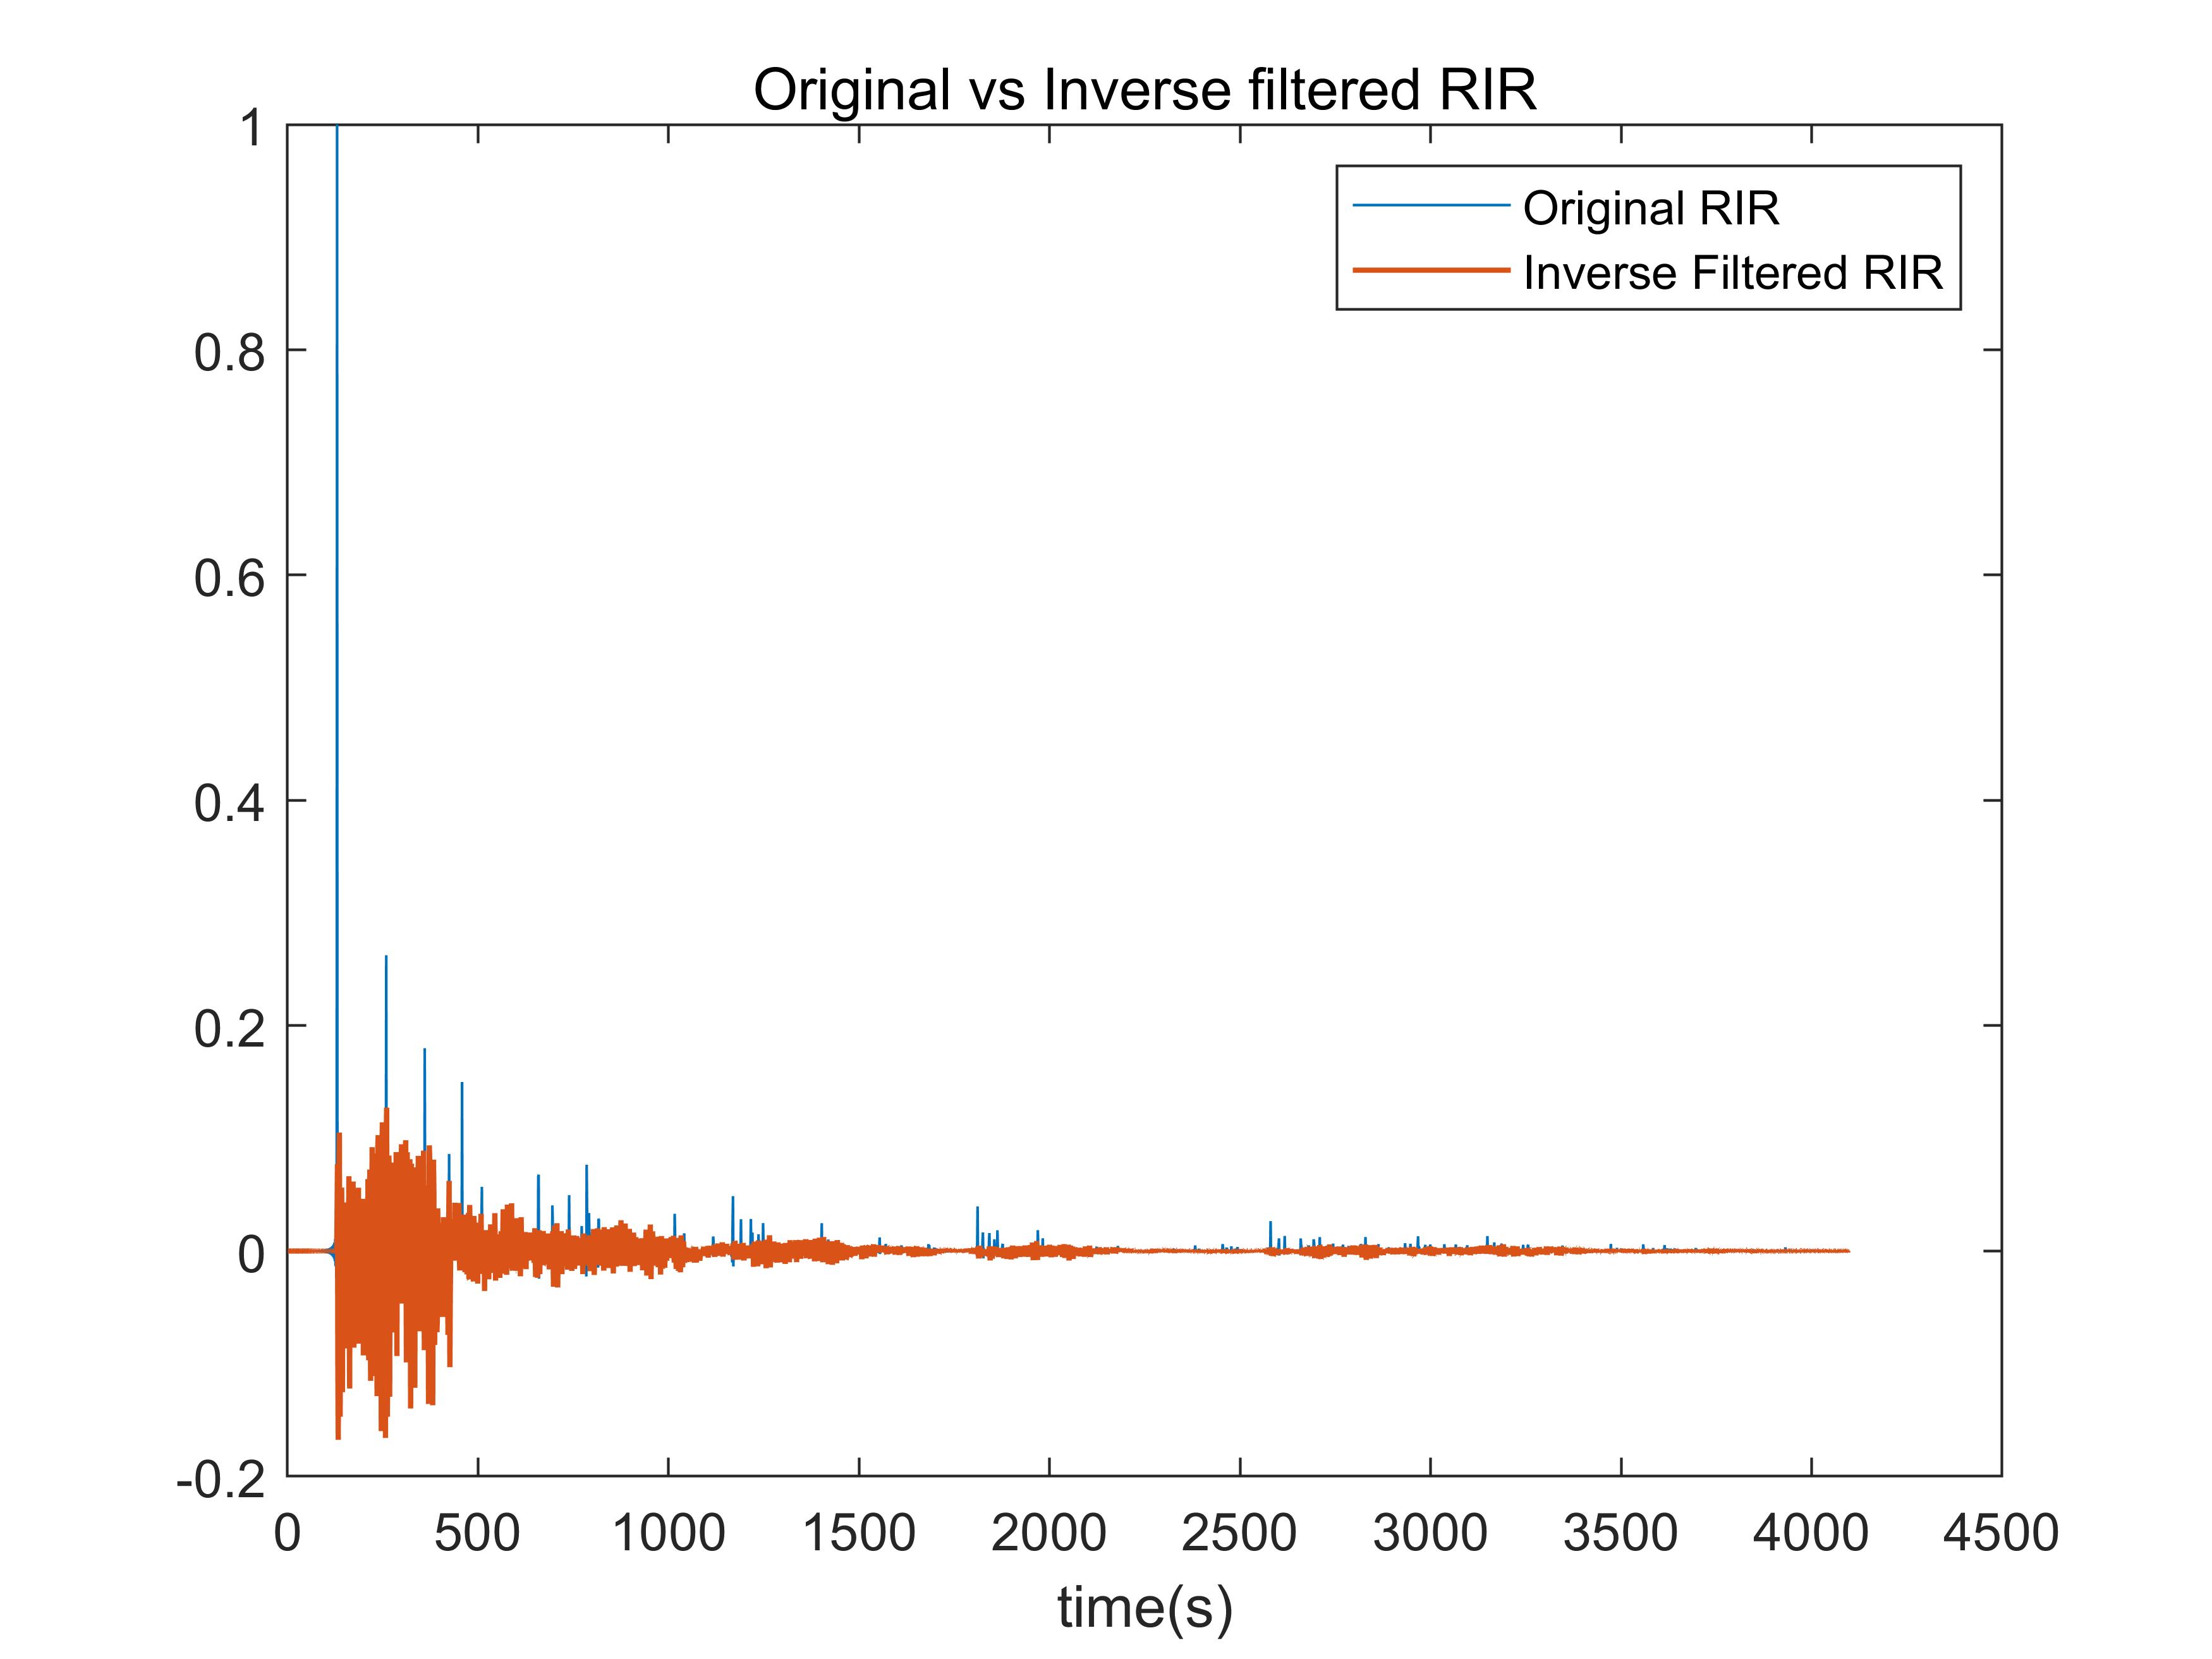 Original vs Inverse filtered RIR
1
0.8
0.6
0.4
0.2
0
-0.2
Original RIR
Inverse Filtered RIR
0 500 1000 1500 2000 2500 3000 3500 4000 4500
time(s)